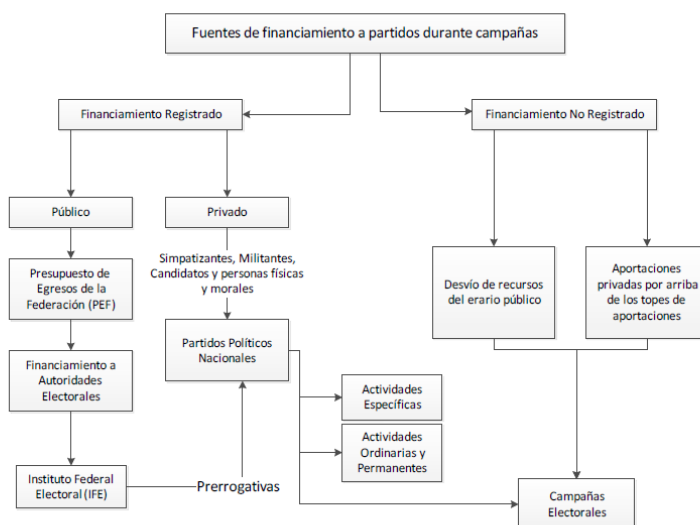 Fuentes de financiamiento a partidos durante campañas
Financiamiento Registrado
Financiamiento No Registrado
Público
Privado
Simpatizantes, Militantes,
Candidatos y personas físicas
y morales
Presupuesto de
Egresos de la
Federación (PEF)
Desvío de recursos
del erario público
Aportaciones
privadas por arriba
de los topes de
aportaciones
Partidos Políticos
Nacionales
Financiamiento a
Autoridades
Electorales
Actividades
Específicas
Actividades
Ordinarias y
Permanentes
Instituto Federal
Electoral (IFE)
Prerrogativas
Campañas
Electorales